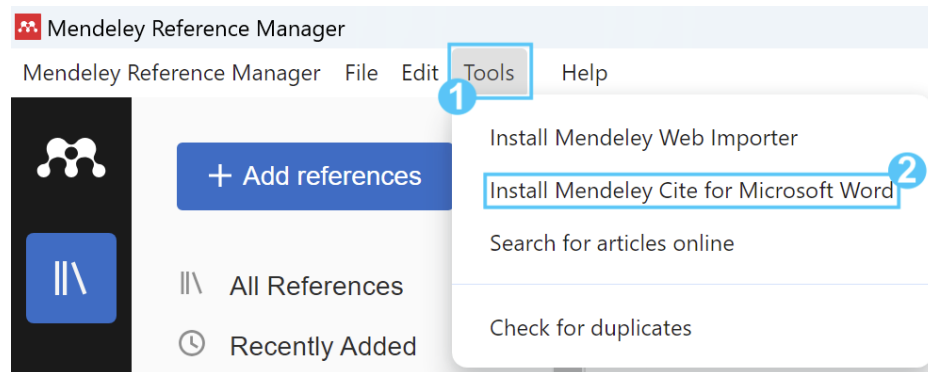 Mendeley Reference Manager
Mendeley Reference Manager File Edit Tools Help
1
Install Mendeley Web Importer
2
Install Mendeley Cite for Microsoft Word
Search for articles online
Check for duplicates
+ Add references
All References
Recently Added